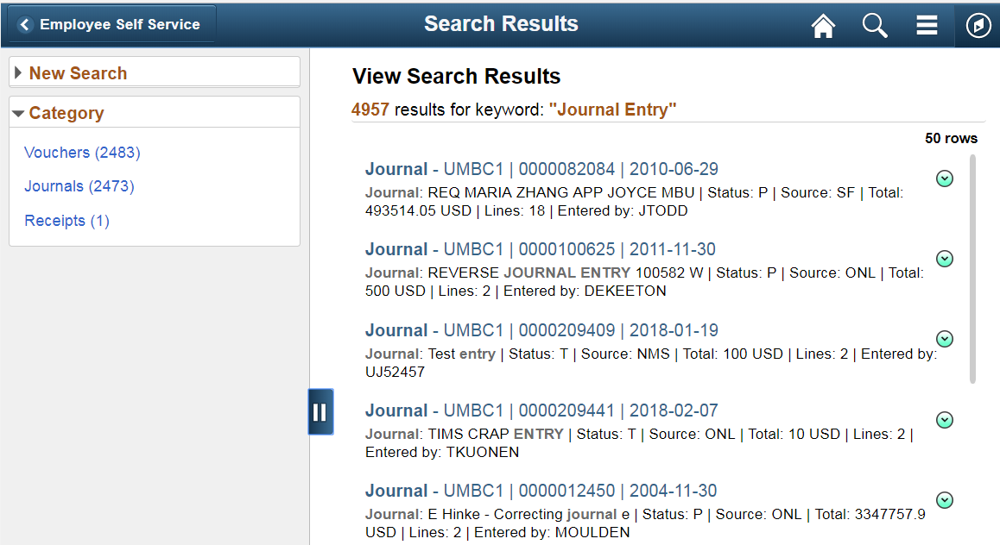 Employee Self Service
Search Results
New Search
Category
Vouchers (2483)
Journals (2473)
Receipts (1)
View Search Results
4957 results for keyword: "Journal Entry"
50 rows
Journal - UMBC1 | 0000082084 | 2010-06-29
Journal: REQ MARIA ZHANG APP JOYCE MBU | Status: P | Source: SF | Total:
493514.05 USD | Lines: 18 | Entered by: JTODD
Journal - UMBC1 | 0000100625 | 2011-11-30
Journal: REVERSE JOURNAL ENTRY 100582 W | Status: P | Source: ONL | Total:
500 USD | Lines: 2 | Entered by: DEKEETON
Journal - UMBC1 | 0000209409 | 2018-01-19
Journal: Test entry | Status: T | Source: NMS | Total: 100 USD | Lines: 2 | Entered by:
UJ52457
Journal - UMBC1 | 0000209441 | 2018-02-07
Journal: TIMS CRAP ENTRY | Status: T | Source: ONL | Total: 10 USD | Lines: 2 |
Entered by: TKUONEN
Journal - UMBC1 | 0000012450 | 2004-11-30
Journal: E Hinke - Correcting journal e | Status: P | Source: ONL | Total: 3347757.9
USD | Lines: 2 | Entered by: MOULDEN